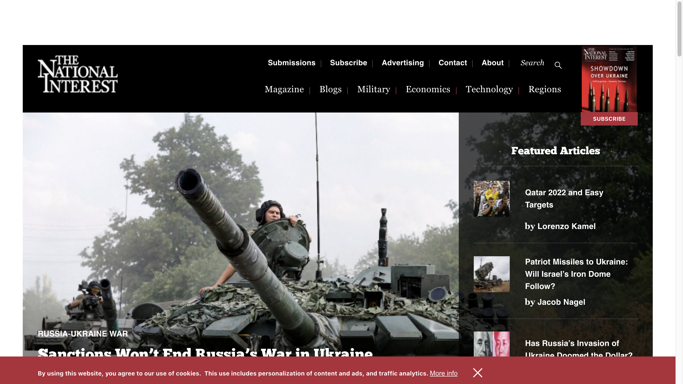 THE
NATIONAL
INTEREST
Submissions
Subscribe
Advertising
Contact
About
Search
Magazine
Blogs
Military
Economics
Technology
Regions
SHOWDOWN
OVER UKRAINE
SUBSCRIBE
Featured Articles
Qatar 2022 and Easy
Targets
by Lorenzo Kamel
Patriot Missiles to Ukraine:
Will Israel's Iron Dome
Follow?
by Jacob Nagel
Has Russia's Invasion of
Ukraine Doomed the Dollar?
RUSSIA-UKRAINE WAR
Sanctions Won't End Russia's War in Ukraine
By using this website, you agree to our use of cookies. This use includes personalization of content and ads, and traffic analytics. More info